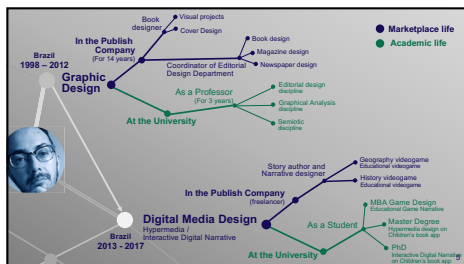 Marketplace life
Academic life
Brazil
1998 – 2012
Graphic
Design
In the Publish
Company
(For 14 years)
Book
designer
Visual projects
Cover Design
Coordinator of Editorial
Design Department
Book design
Magazine design
Newspaper design
At the University
As a Professor
(For 3 years)
Editorial design
discipline
Graphical Analysis
discipline
Semiotic
discipline
Brazil
2013 - 2017
Digital Media Design
Hypermedia /
Interactive Digital Narrative
In the Publish Company
(freelancer)
Story author and
Narrative designer
Geography videogame
Educational videogame
History videogame
Educational videogame
At the University
As a Student
MBA Game Design
Educational Game Narrative
Master Degree
Hypermedia design on
Children's book app
PhD
Interactive Digital Narrative
on Children's book app
5